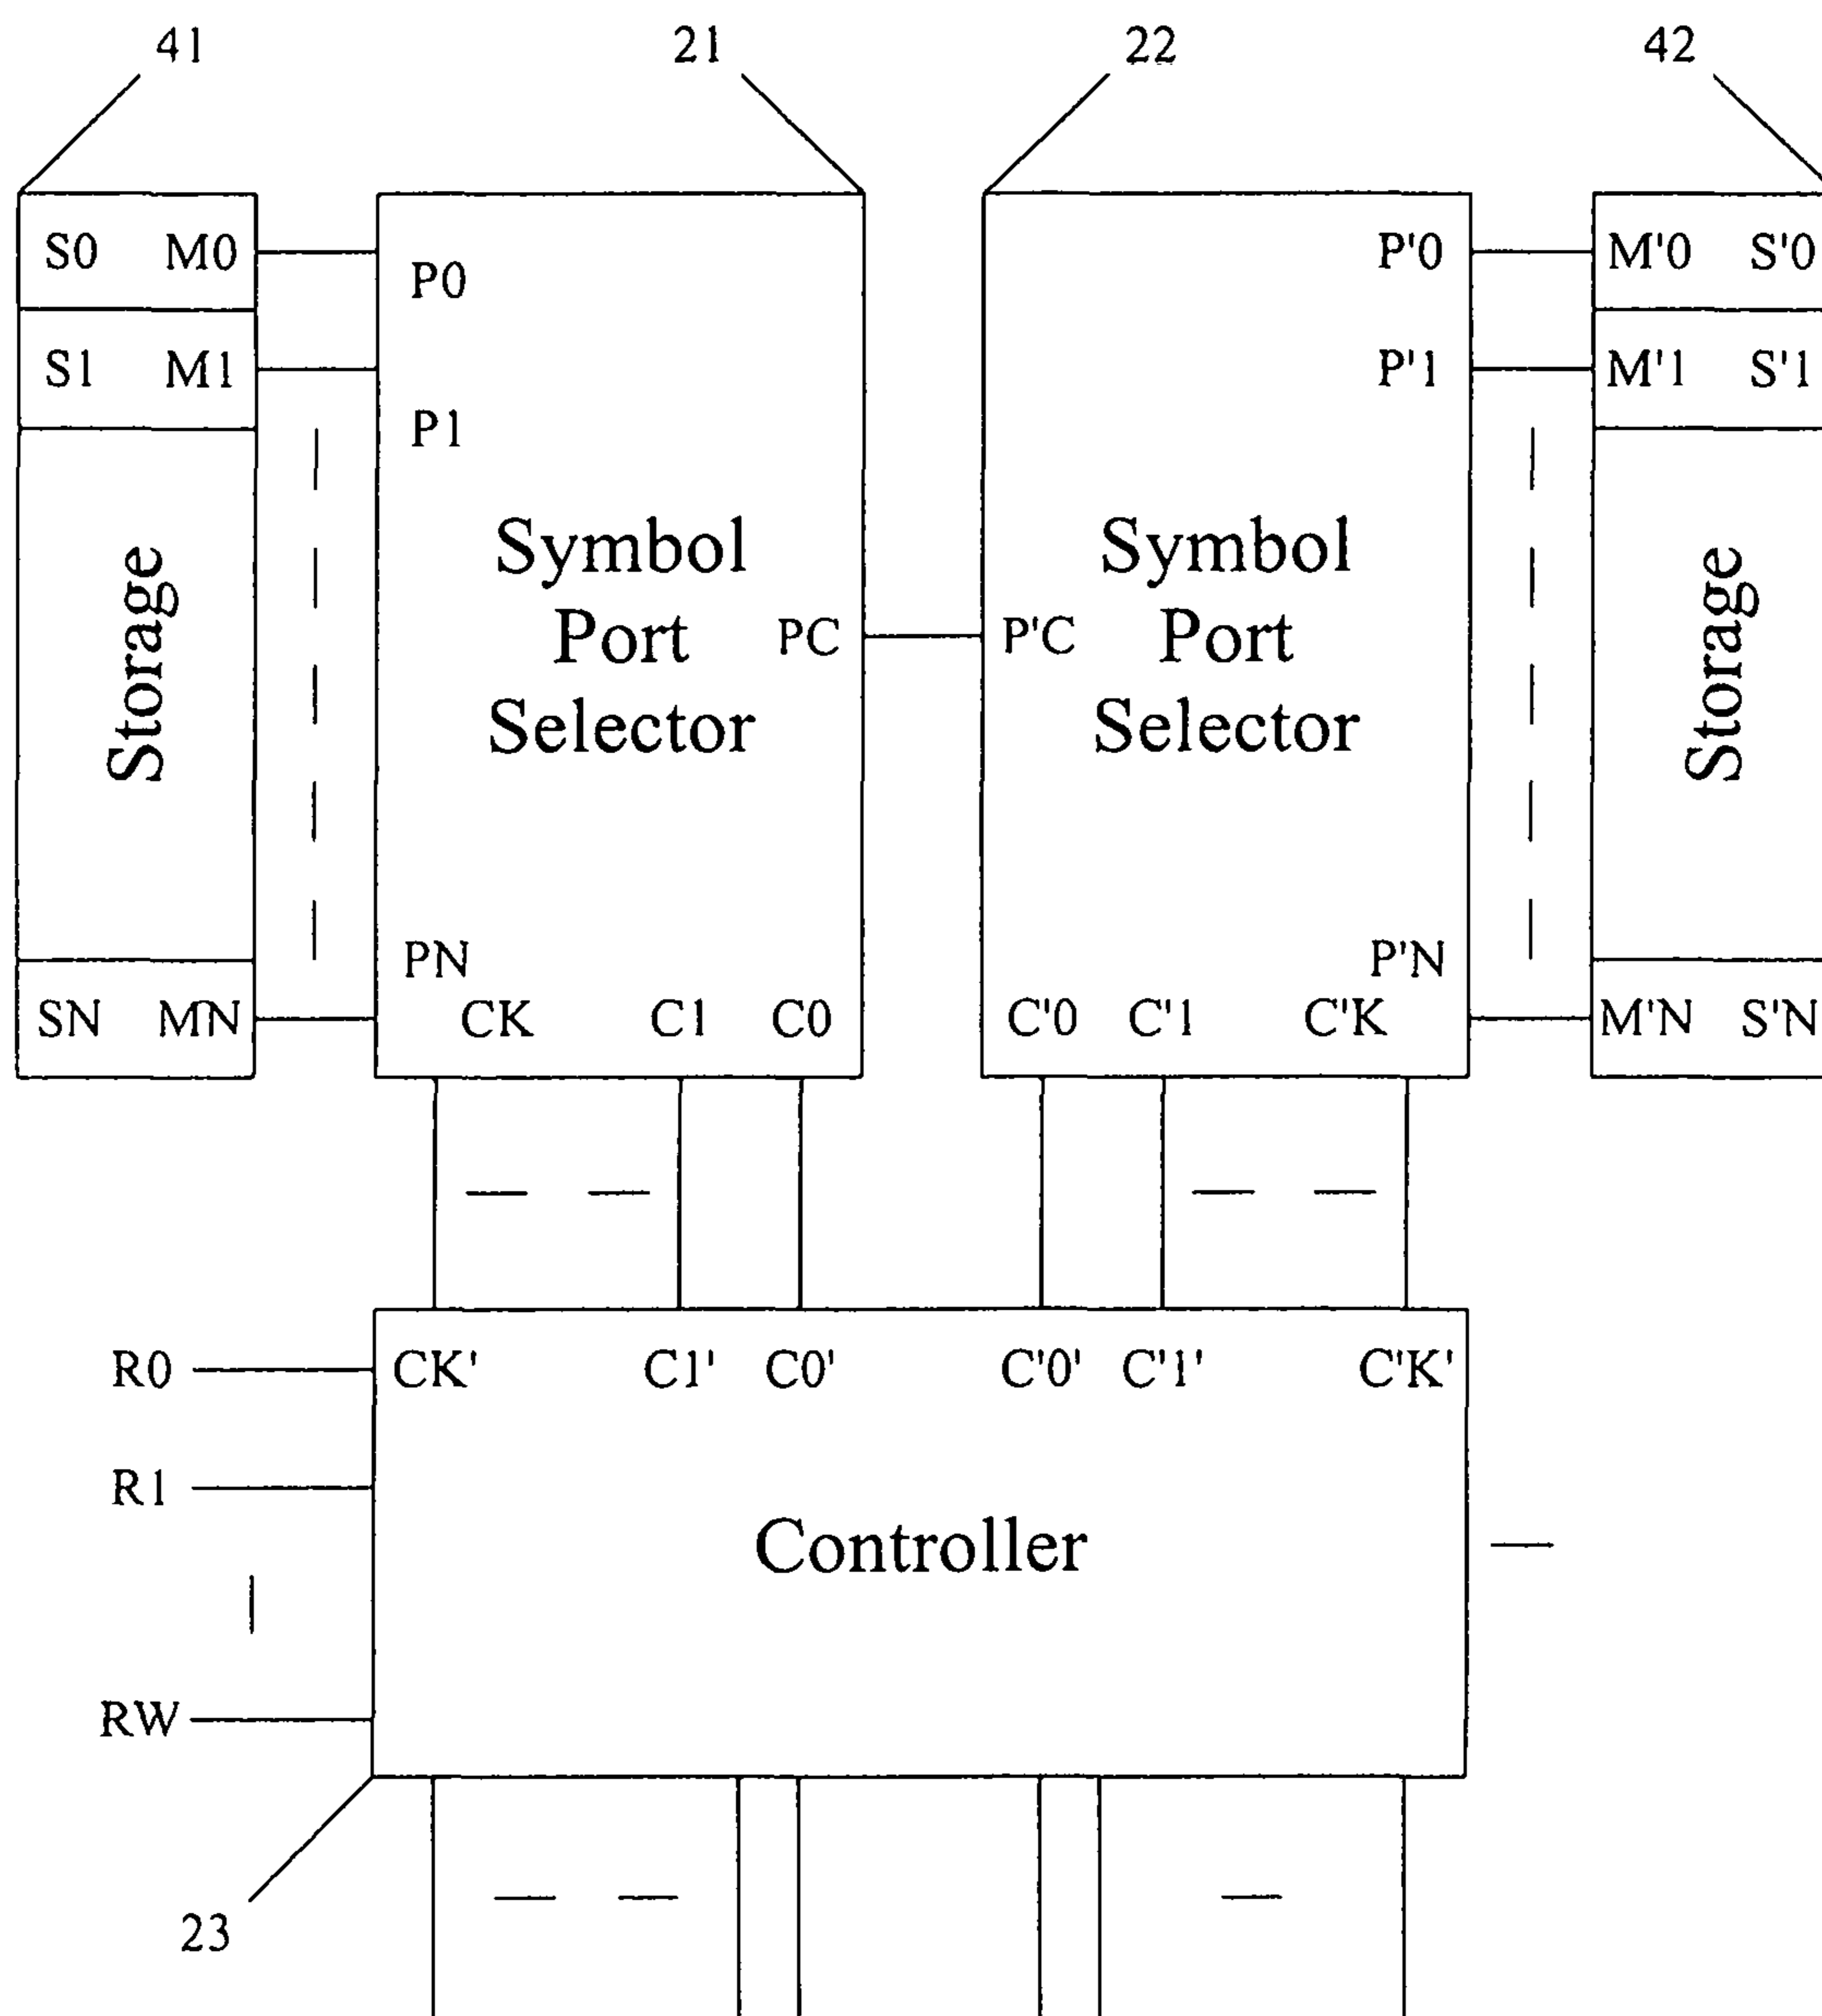 41 21 22 42
S0 M0 P'0 M'0 S'0
P0
S1 M1 P'1 M'1 S'1
P1
Symbol Port Selector
Symbol Port Selector
Storage
Storage
PC P'C
PN P'N
SN MN CK C1 C0 C'0 C'1 C'K M'N S'N
R0 CK' C1' C0' C'0' C'1' C'K'
R1
Controller
RW
23